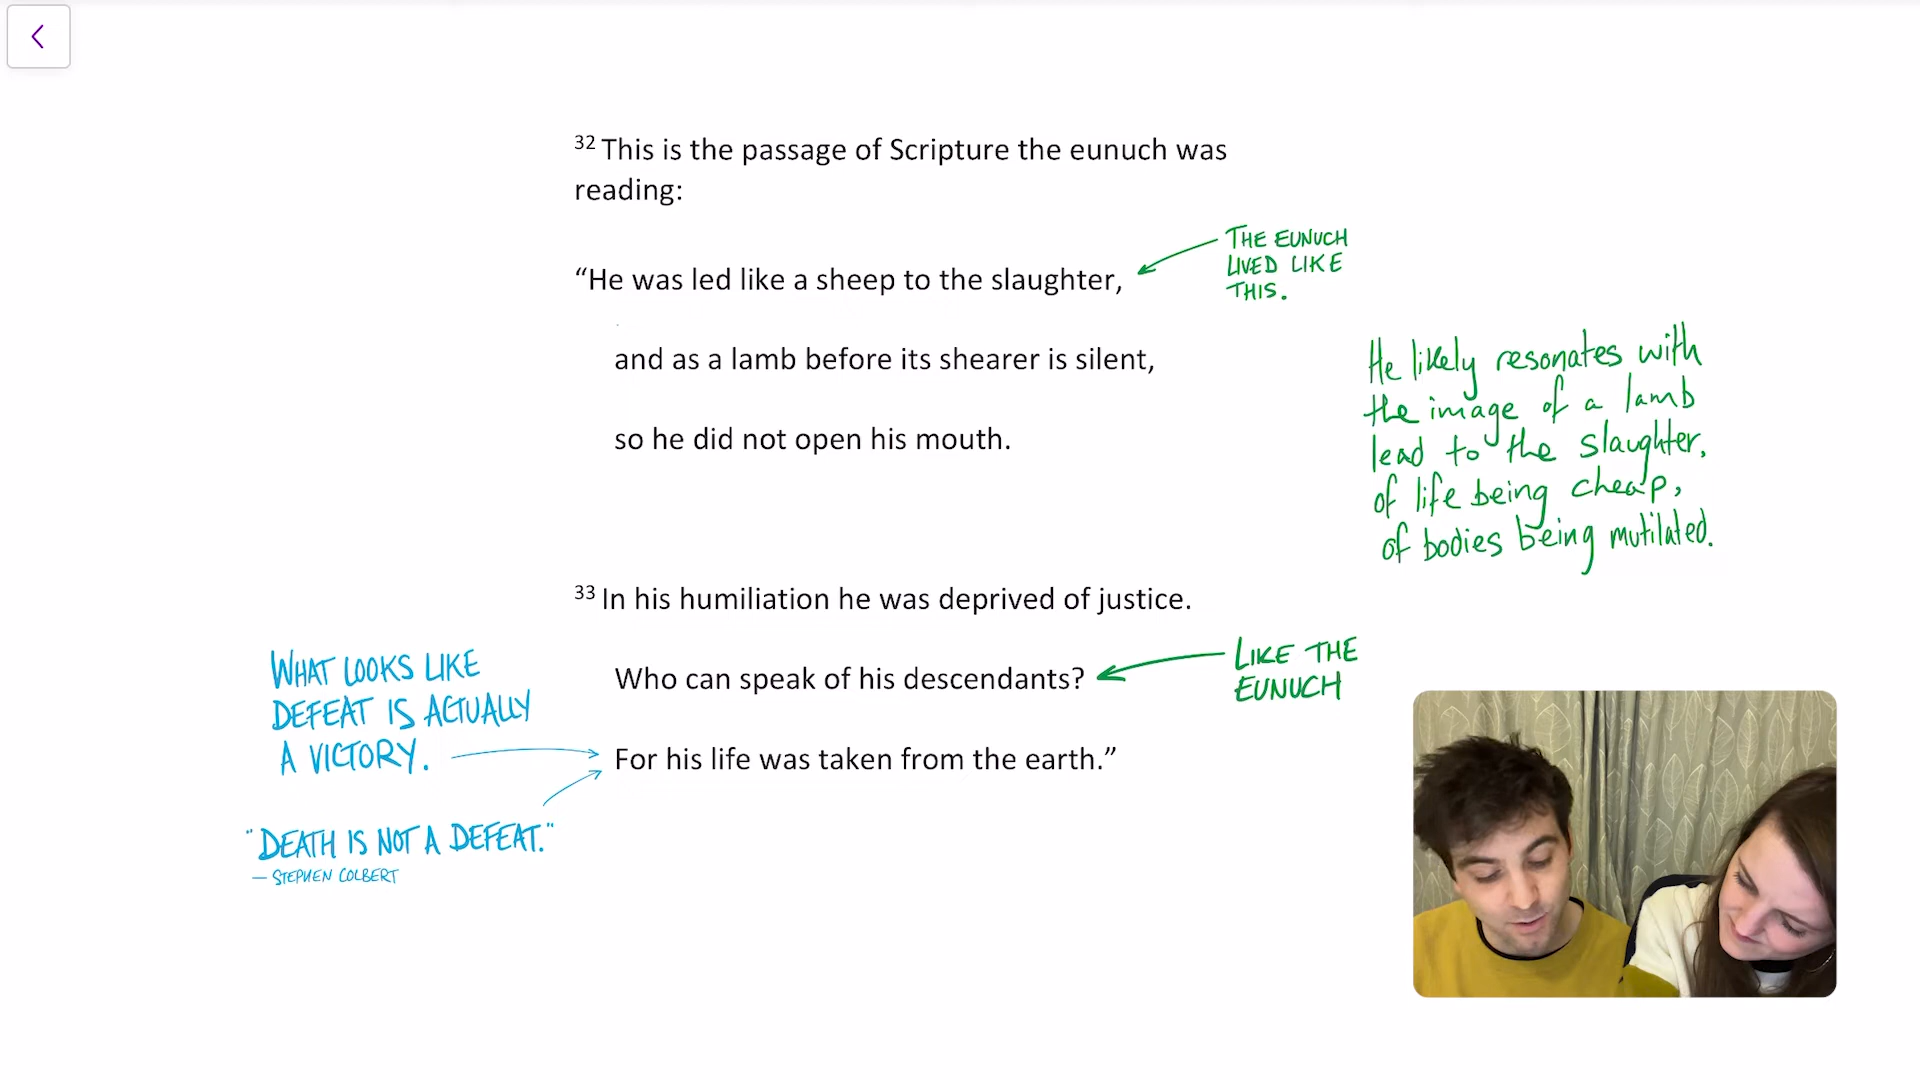 32 This is the passage of Scripture the eunuch was
reading:
“He was led like a sheep to the slaughter,
THE EUNUCH
LIVED LIKE
THIS.
and as a lamb before its shearer is silent,
so he did not open his mouth.
He likely resonates with
the image of a lamb
lead to the slaughter,
of life being cheap,
of bodies being mutilated.
33 In his humiliation he was deprived of justice.
Who can speak of his descendants?
LIKE THE
EUNUCH
For his life was taken from the earth.”
WHAT LOOKS LIKE
DEFEAT IS ACTUALLY
A VICTORY.
"DEATH IS NOT A DEFEAT."
— STEPHEN COLBERT